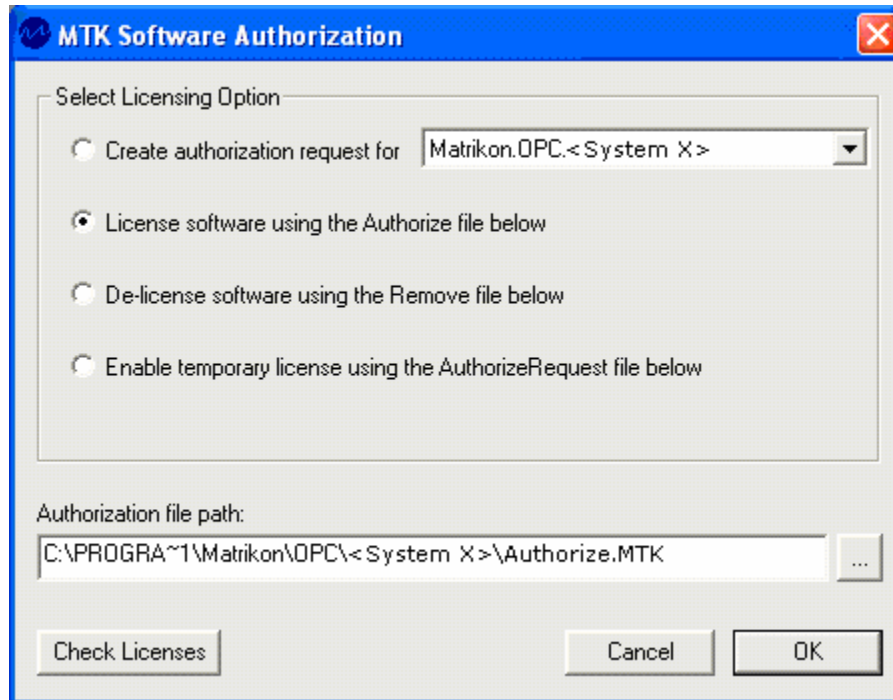 MTK Software Authorization
Select Licensing Option
Create authorization request for Matrikon.OPC.<System X>
License software using the Authorize file below
De-license software using the Remove file below
Enable temporary license using the AuthorizeRequest file below
Authorization file path:
C:\PROGRA~1\Matrikon\OPC\<System X>\Authorize.MTK ...
Check Licenses Cancel OK